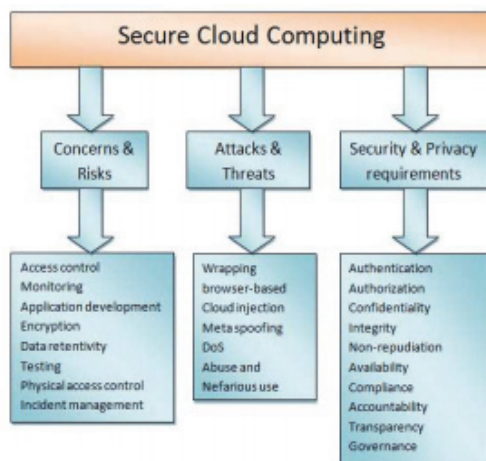 Secure Cloud Computing
Concerns &
Risks
Attacks &
Threats
Security & Privacy
requirements
Access control
Monitoring
Application development
Encryption
Data retentivity
Testing
Physical access control
Incident management
Wrapping
browser-based
Cloud injection
Meta spoofing
DoS
Abuse and
Nefarious use
Authentication
Authorization
Confidentiality
Integrity
Non-repudiation
Availability
Compliance
Accountability
Transparency
Governance